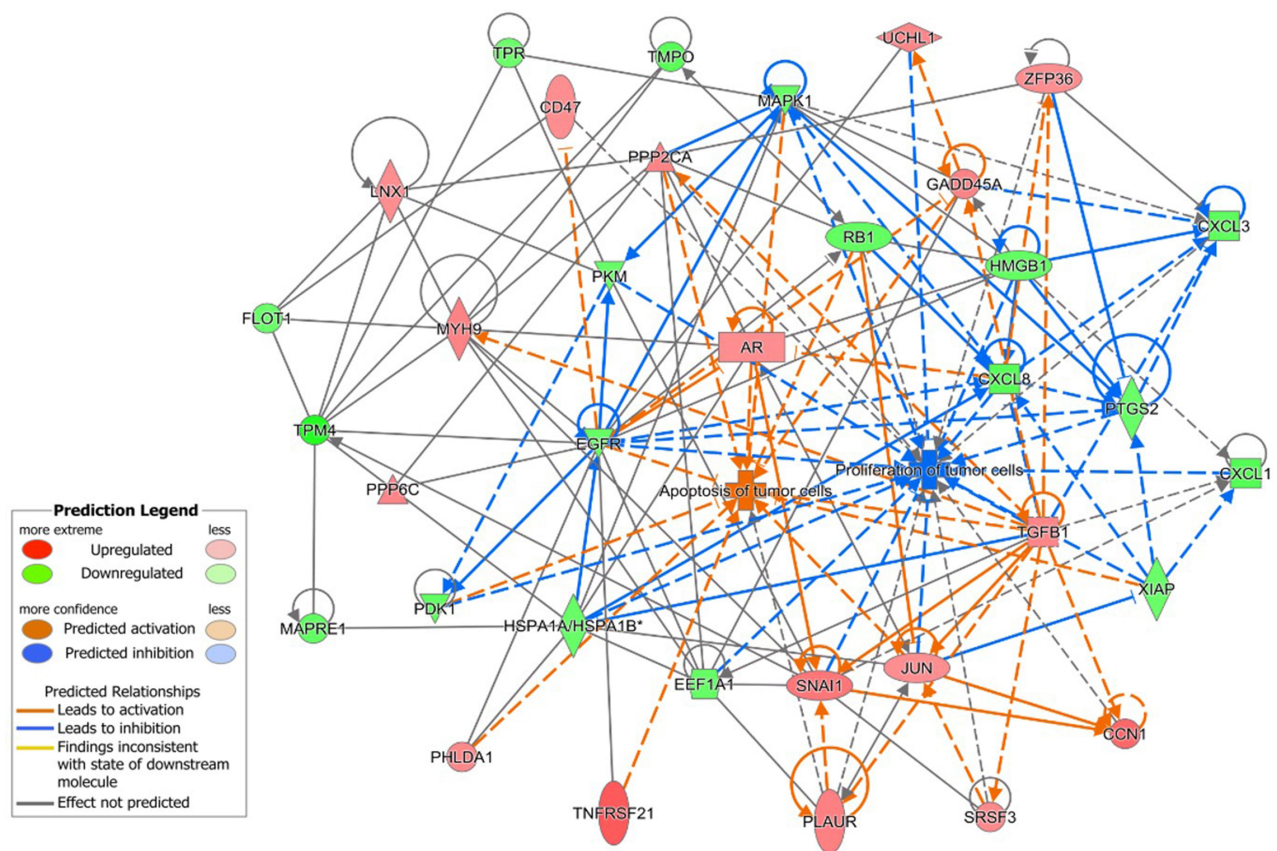 UCHL1
TPR
TMPO
ZFP36
CD47
MAPK1
PPP2CA
GADD45A
LNX1
CXCL3
RB1
HMGB1
PKM
FLOT1
MYH9
AR
CXCL8
PTGS2
TPM4
EGFR
Proliferation of tumor cells
CXCL1
Apoptosis of tumor cells
PPP6C
TGFB1
XIAP
PDK1
MAPRE1
HSPA1A/HSPA1B*
JUN
EEF1A1
SNAI1
CCN1
PHLDA1
TNFRSF21
PLAUR
SRSF3
Prediction Legend
more extreme less
Upregulated
Downregulated
more confidence less
Predicted activation
Predicted inhibition
Predicted Relationships
Leads to activation
Leads to inhibition
Findings inconsistent
with state of downstream
molecule
Effect not predicted